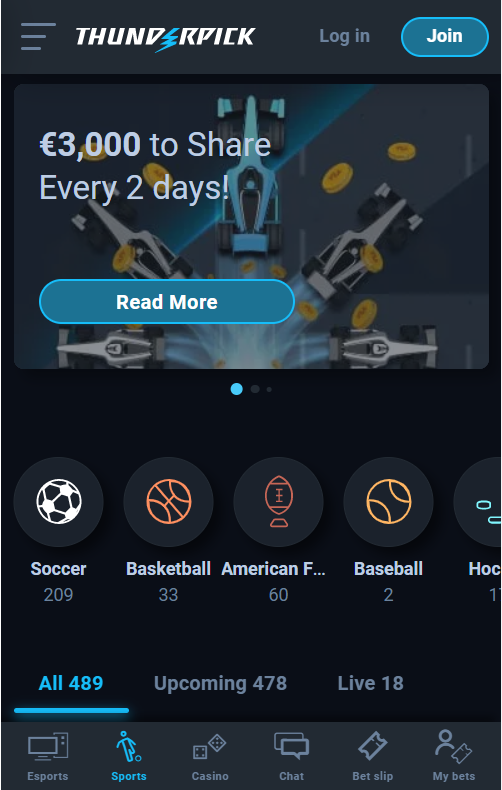 THUNDERPICK
Log in
Join
€3,000 to Share
Every 2 days!
Read More
Soccer
Basketball
American F...
Baseball
Hoc
209
33
60
2
All 489
Upcoming 478
Live 18
Esports
Sports
Casino
Chat
Bet slip
My bets